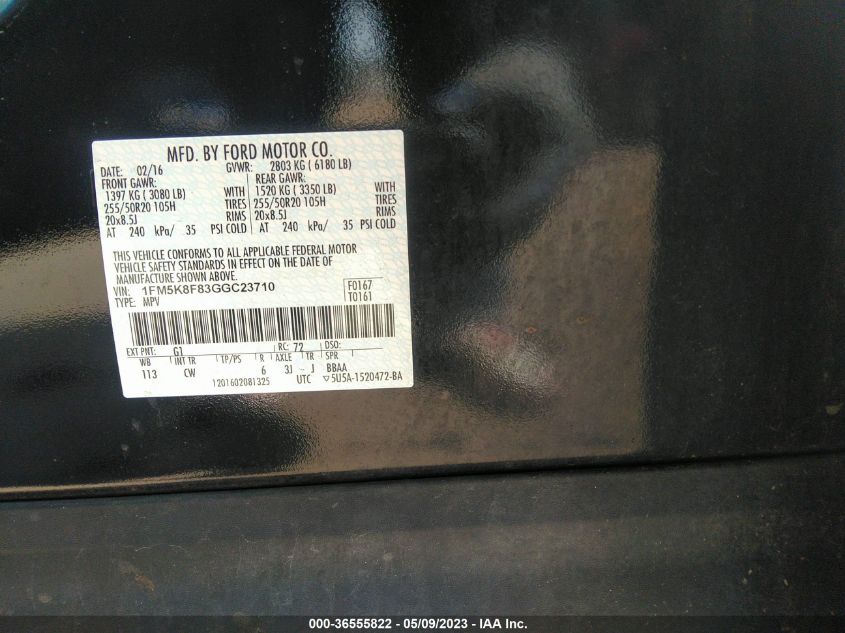 MFD. BY FORD MOTOR CO.
DATE: 02/16 GVWR: 2803 KG ( 6180 LB)
FRONT GAWR: REAR GAWR:
1397 KG ( 3080 LB) WITH 1520 KG ( 3350 LB) WITH
255/50R20 105H TIRES 255/50R20 105H TIRES
20x8.5J RIMS 20x8.5J RIMS
AT 240 kPa/ 35 PSI COLD AT 240 kPa/ 35 PSI COLD
THIS VEHICLE CONFORMS TO ALL APPLICABLE FEDERAL MOTOR
VEHICLE SAFETY STANDARDS IN EFFECT ON THE DATE OF
MANUFACTURE SHOWN ABOVE.
VIN: 1FM5K8F83GGC23710 F0167
TYPE: MPV T0161
EXT PNT: G1 RC: 72 DSO:
WB INT TR TP/PS R AXLE TR SPR
113 CW 6 3J J BBAA
1201602081325 UTC ▽5U5A-1520472-BA
000-36555822 - 05/09/2023 - IAA Inc.